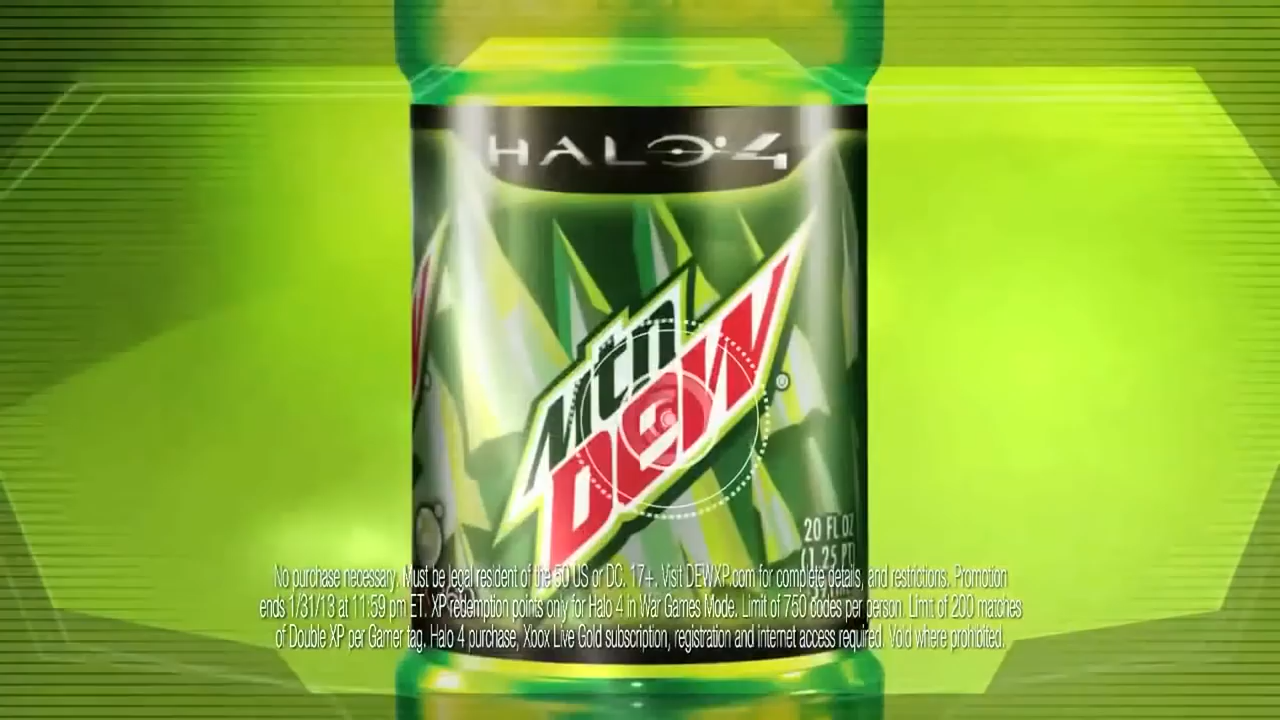 HALO 4
Mtn
DEW®
20 FL OZ
(1.25 PT)
No purchase necessary. Must be legal resident of the 50 US or DC. 17+. Visit DEWXP.com for complete details, and restrictions. Promotion
ends 1/31/13 at 11:59 pm ET. XP redemption points only for Halo 4 in War Games Mode. Limit of 750 codes per person. Limit of 200 matches
of Double XP per Gamer tag. Halo 4 purchase, Xbox Live Gold subscription, registration and internet access required. Void where prohibited.